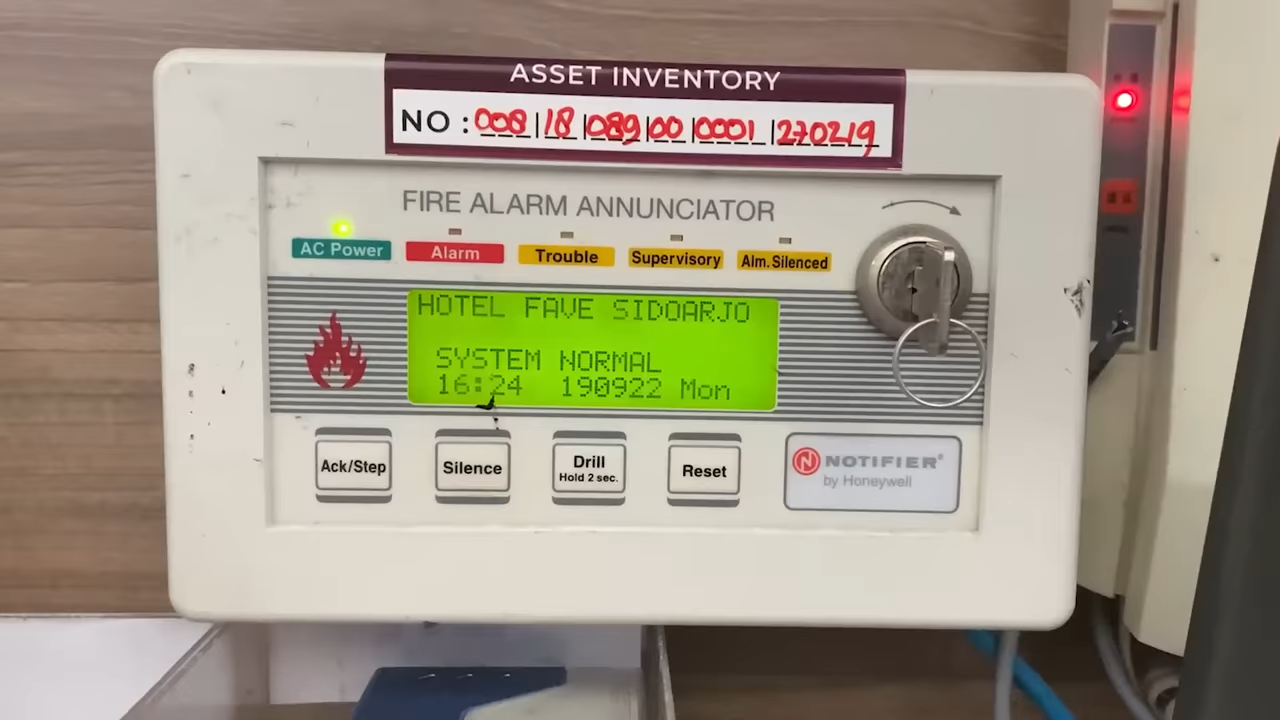 ASSET INVENTORY
NO : 008|18|089|00|0001|270219
FIRE ALARM ANNUNCIATOR
AC Power Alarm Trouble Supervisory Alm. Silenced
HOTEL FAVE SIDOARJO
SYSTEM NORMAL
16:24 190922 Mon
Ack/Step Silence Drill Reset
Hold 2 sec.
NOTIFIER®
by Honeywell